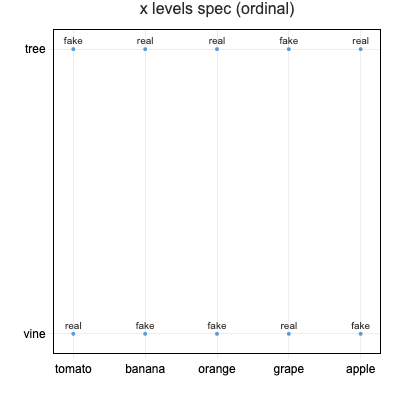 x levels spec (ordinal)
tree
fake real real fake real
vine
real fake fake real fake
tomato banana orange grape apple